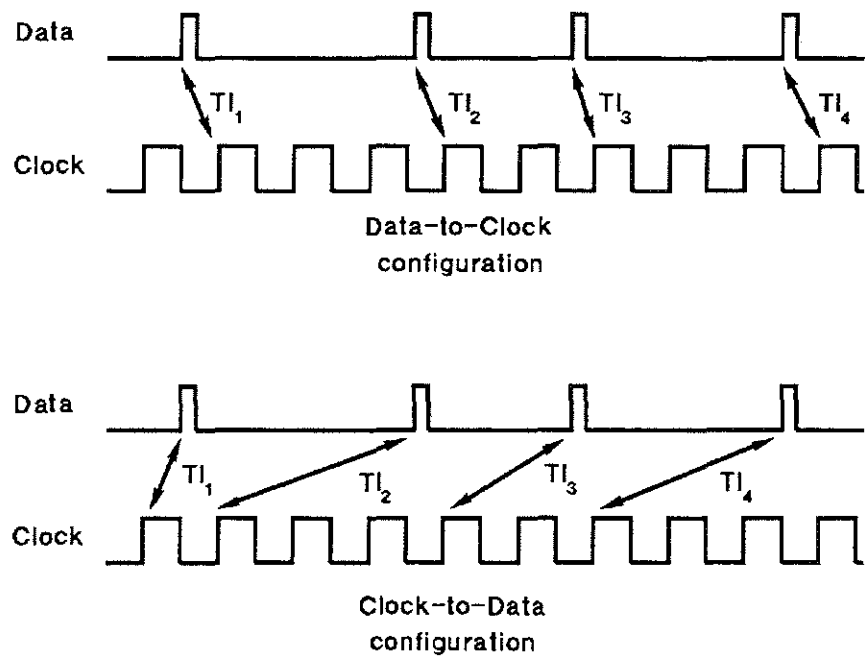 Data
TI₁ TI₂ TI₃ TI₄
Clock
Data-to-Clock
configuration
Data
TI₁ TI₂ TI₃ TI₄
Clock
Clock-to-Data
configuration